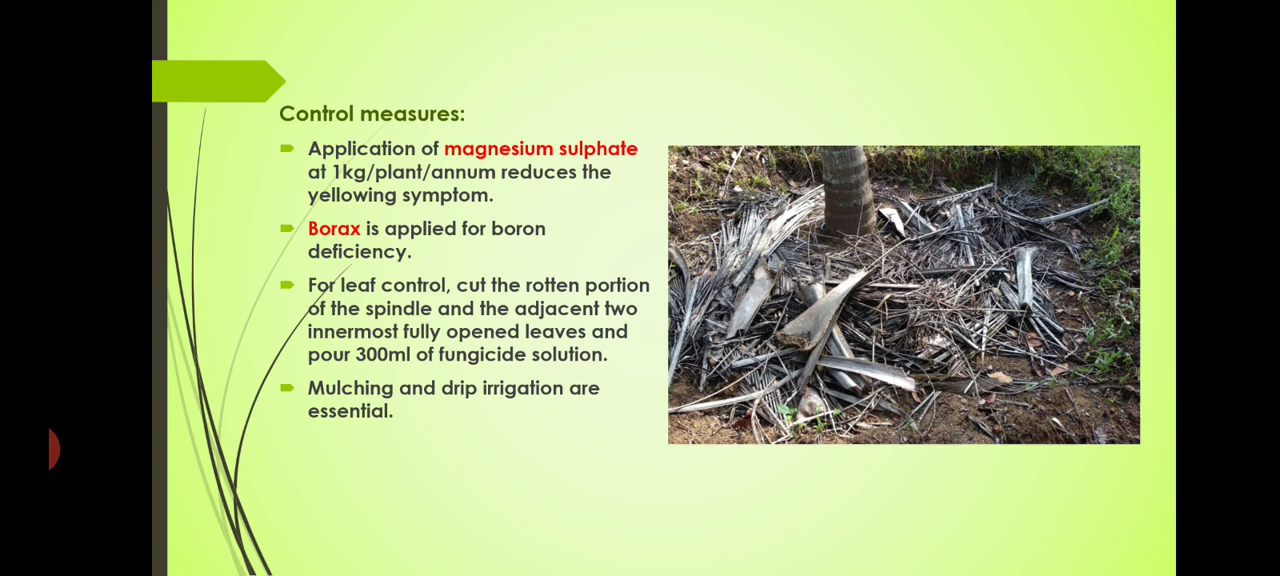 Control measures:
Application of magnesium sulphate
at 1kg/plant/annum reduces the
yellowing symptom.
Borax is applied for boron
deficiency.
For leaf control, cut the rotten portion
of the spindle and the adjacent two
innermost fully opened leaves and
pour 300ml of fungicide solution.
Mulching and drip irrigation are
essential.